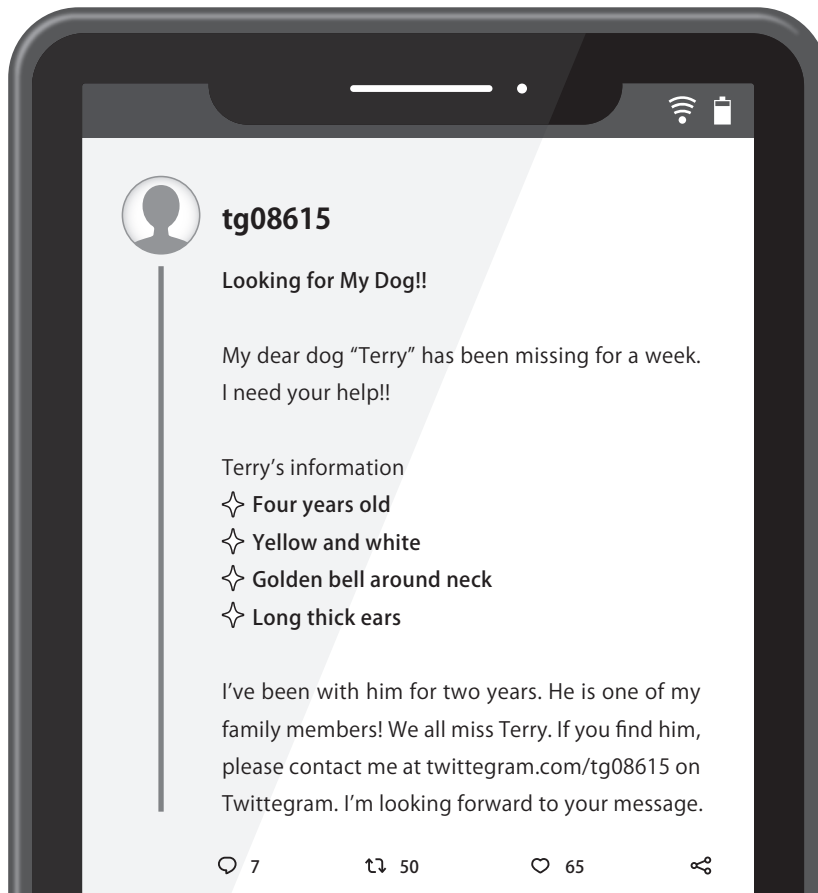 tg08615
Looking for My Dog!!
My dear dog “Terry” has been missing for a week.
I need your help!!
Terry’s information
Four years old
Yellow and white
Golden bell around neck
Long thick ears
I’ve been with him for two years. He is one of my
family members! We all miss Terry. If you find him,
please contact me at twittegram.com/tg08615 on
Twittegram. I’m looking forward to your message.
7 50 65